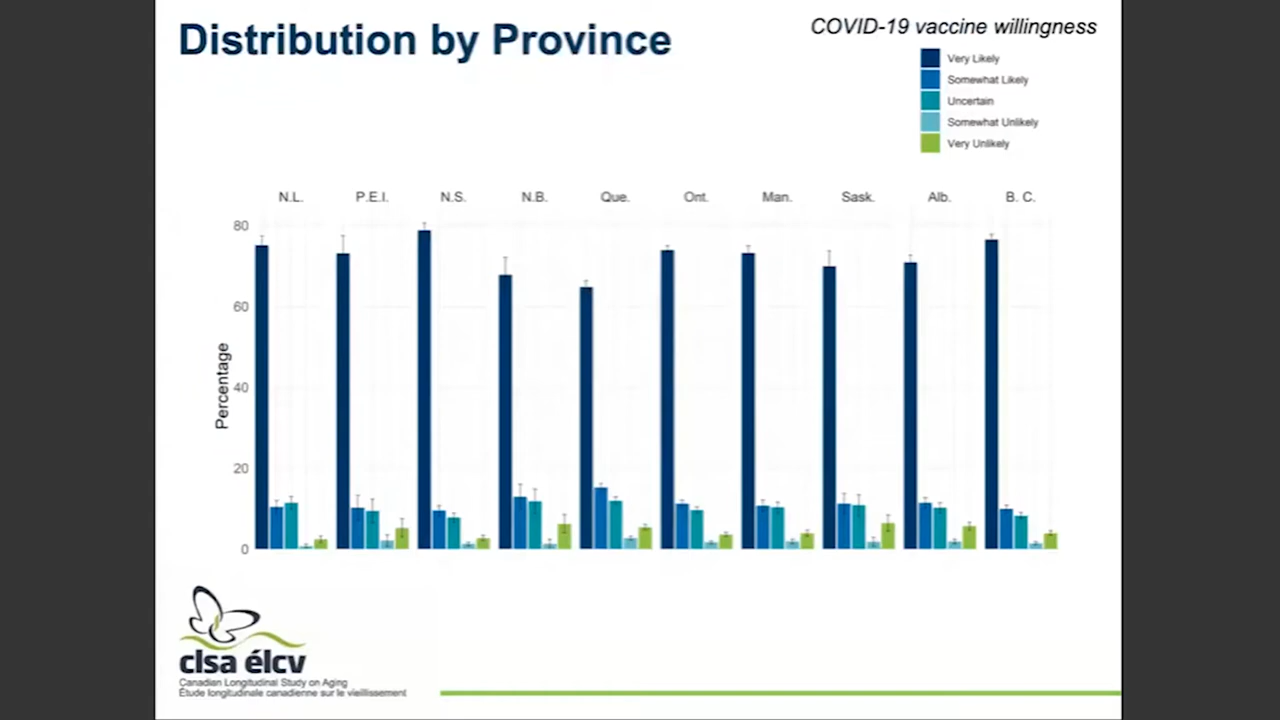 Distribution by Province
COVID-19 vaccine willingness
Very Likely
Somewhat Likely
Uncertain
Somewhat Unlikely
Very Unlikely
N.L. P.E.I. N.S. N.B. Que. Ont. Man. Sask. Alb. B. C.
80
60
40
20
0
Percentage
clsa élcv
Canadian Longitudinal Study on Aging
Étude longitudinale canadienne sur le vieillissement